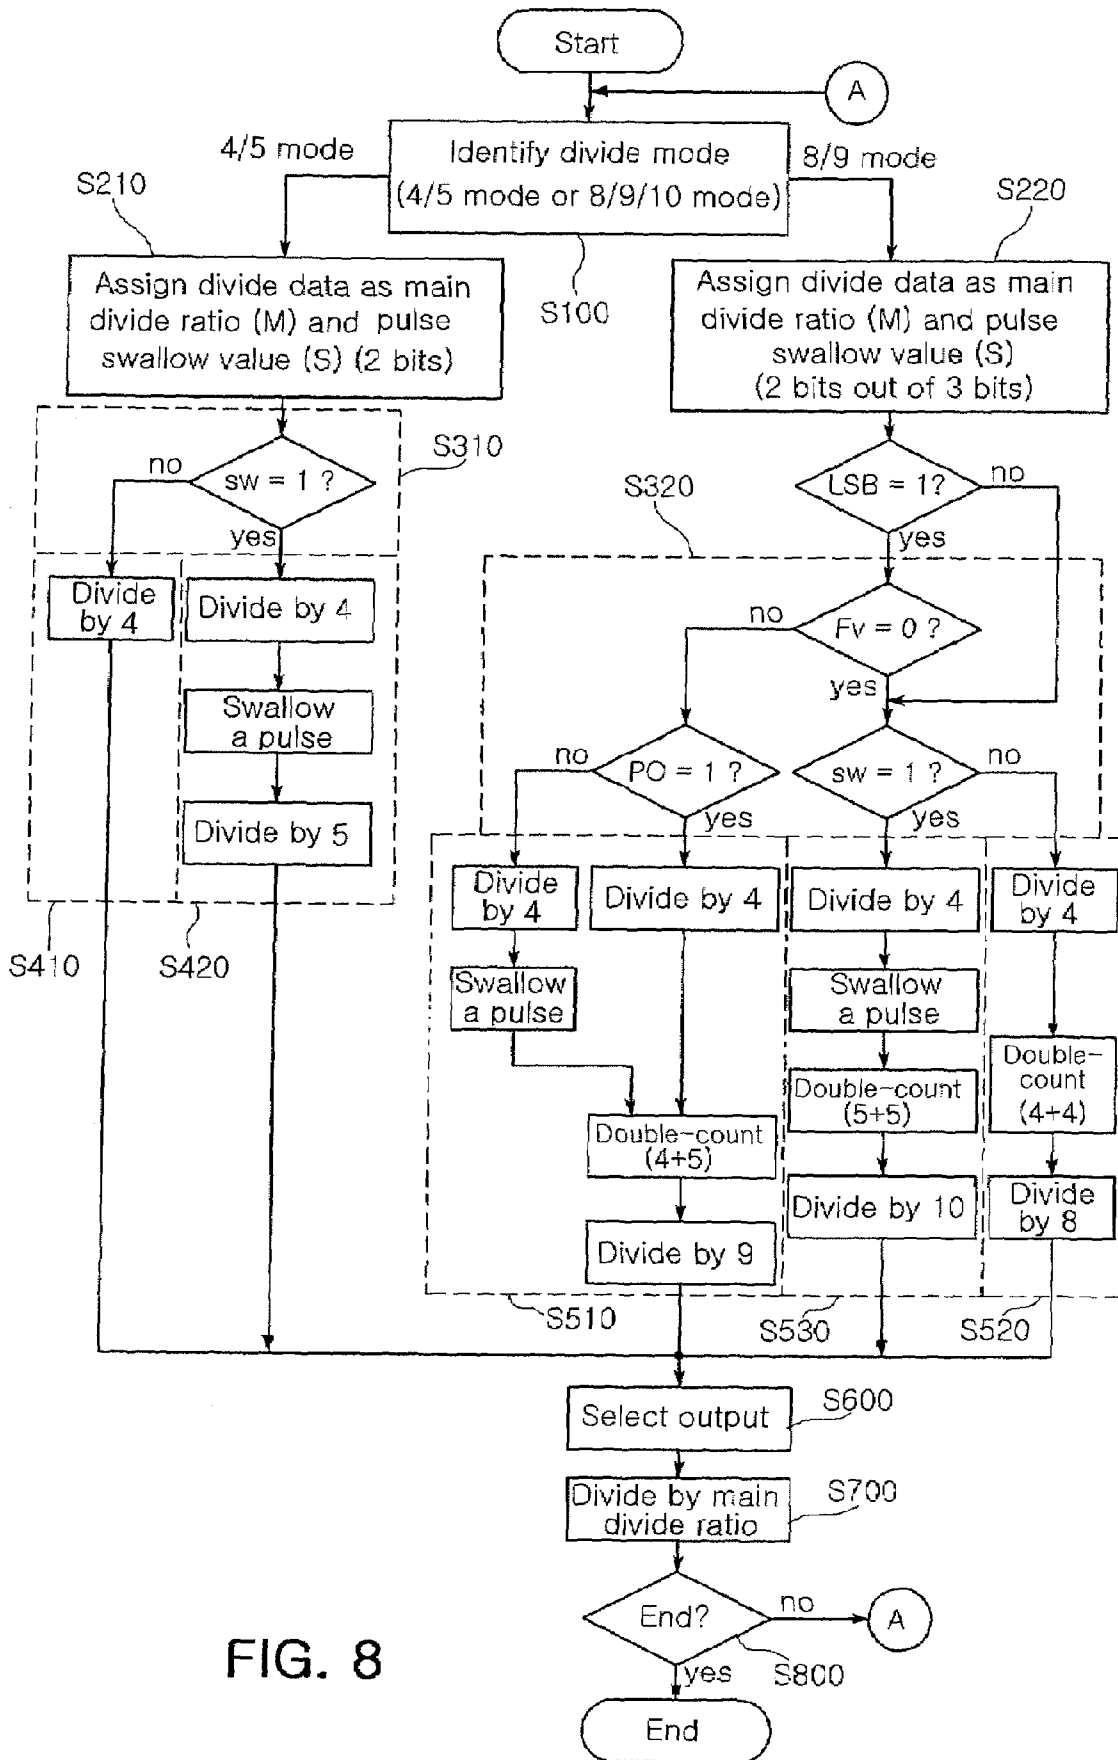 Start
A
4/5 mode
Identify divide mode
(4/5 mode or 8/9/10 mode)
8/9 mode
S210
S220
S100
Assign divide data as main
divide ratio (M) and pulse
swallow value (S) (2 bits)
Assign divide data as main
divide ratio (M) and pulse
swallow value (S)
(2 bits out of 3 bits)
no
sw = 1 ?
yes
S310
S320
LSB = 1?
no
yes
no
Fv = 0 ?
yes
Divide
by 4
Divide by 4
Swallow
a pulse
Divide by 5
S410
S420
no
PO = 1 ?
yes
sw = 1 ?
no
yes
Divide
by 4
Divide by 4
Divide by 4
Divide
by 4
Swallow
a pulse
Swallow
a pulse
Double-count
(4+5)
Double-count
(5+5)
Double-
count
(4+4)
Divide by 9
Divide by 10
Divide
by 8
S510
S530
S520
Select output
S600
Divide by main
divide ratio
S700
End?
no
A
yes
S800
End
FIG. 8